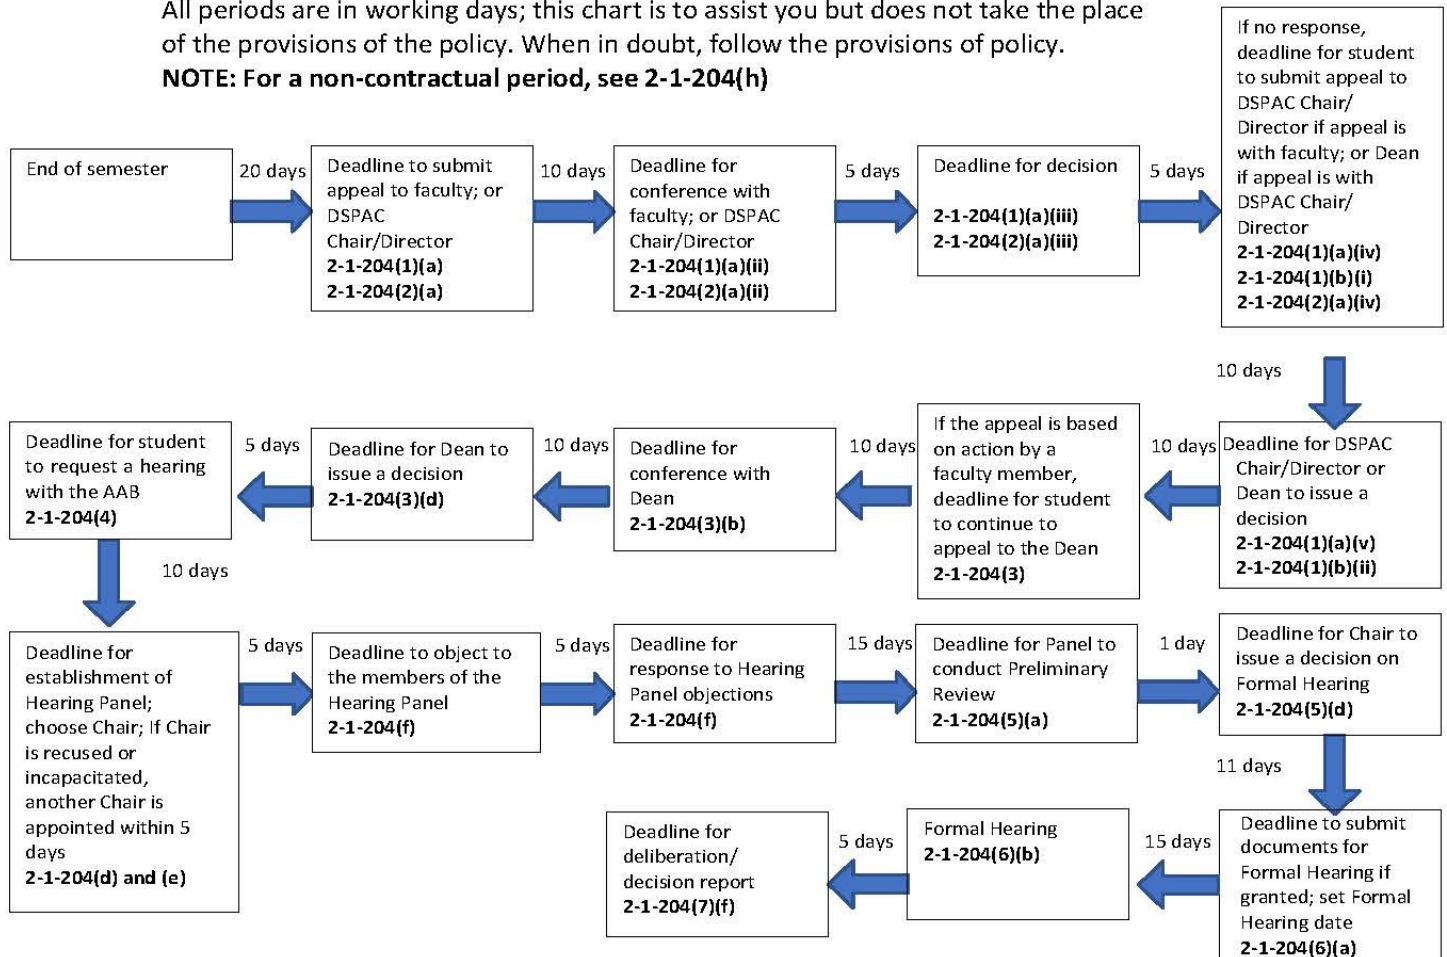 All periods are in working days; this chart is to assist you but does not take the place
of the provisions of the policy. When in doubt, follow the provisions of policy.
NOTE: For a non-contractual period, see 2-1-204(h)
End of semester
20 days
Deadline to submit
appeal to faculty; or
DSPAC
Chair/Director
2-1-204(1)(a)
2-1-204(2)(a)
10 days
Deadline for
conference with
faculty; or DSPAC
Chair/Director
2-1-204(1)(a)(ii)
2-1-204(2)(a)(ii)
5 days
Deadline for decision
2-1-204(1)(a)(iii)
2-1-204(2)(a)(iii)
5 days
If no response,
deadline for student
to submit appeal to
DSPAC Chair/
Director if appeal is
with faculty; or Dean
if appeal is with
DSPAC Chair/
Director
2-1-204(1)(a)(iv)
2-1-204(1)(b)(i)
2-1-204(2)(a)(iv)
10 days
Deadline for DSPAC
Chair/Director or
Dean to issue a
decision
2-1-204(1)(a)(v)
2-1-204(1)(b)(ii)
10 days
If the appeal is based
on action by a
faculty member,
deadline for student
to continue to
appeal to the Dean
2-1-204(3)
10 days
Deadline for
conference with
Dean
2-1-204(3)(b)
10 days
Deadline for Dean to
issue a decision
2-1-204(3)(d)
5 days
Deadline for student
to request a hearing
with the AAB
2-1-204(4)
10 days
Deadline for
establishment of
Hearing Panel;
choose Chair; If Chair
is recused or
incapacitated,
another Chair is
appointed within 5
days
2-1-204(d) and (e)
5 days
Deadline to object to
the members of the
Hearing Panel
2-1-204(f)
5 days
Deadline for
response to Hearing
Panel objections
2-1-204(f)
15 days
Deadline for Panel to
conduct Preliminary
Review
2-1-204(5)(a)
1 day
Deadline for Chair to
issue a decision on
Formal Hearing
2-1-204(5)(d)
11 days
Deadline to submit
documents for
Formal Hearing if
granted; set Formal
Hearing date
2-1-204(6)(a)
15 days
Formal Hearing
2-1-204(6)(b)
5 days
Deadline for
deliberation/
decision report
2-1-204(7)(f)